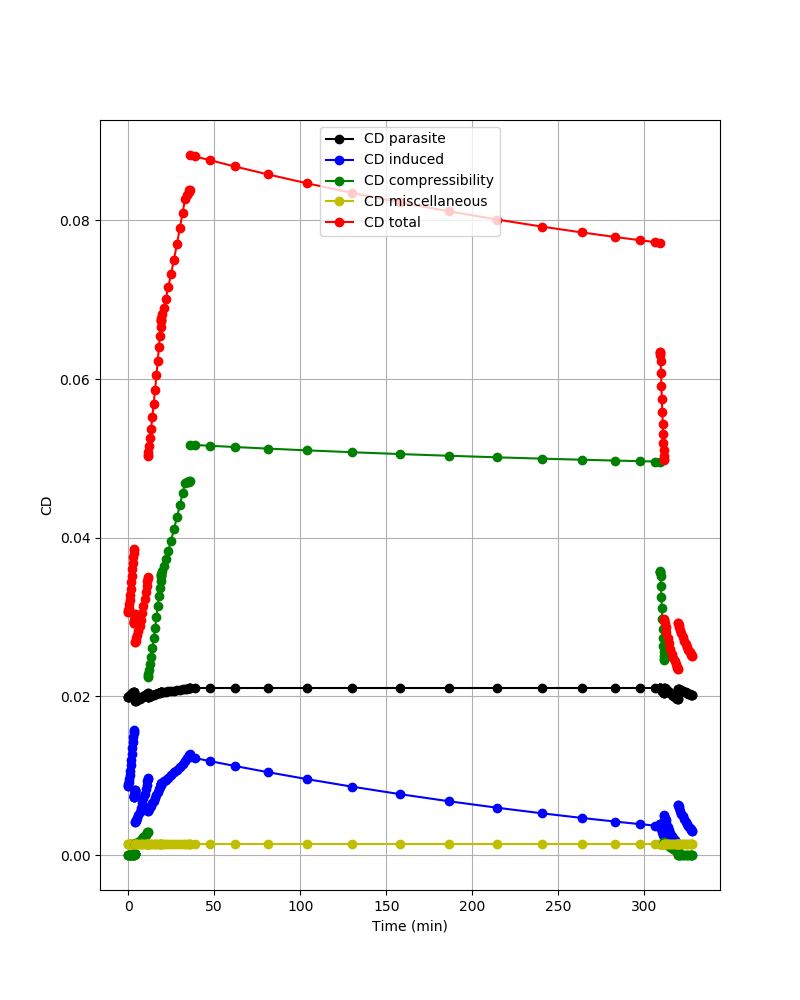 CD parasite
CD induced
CD compressibility
CD miscellaneous
CD total
0.08
0.06
0.04
0.02
0.00
CD
0 50 100 150 200 250 300
Time (min)